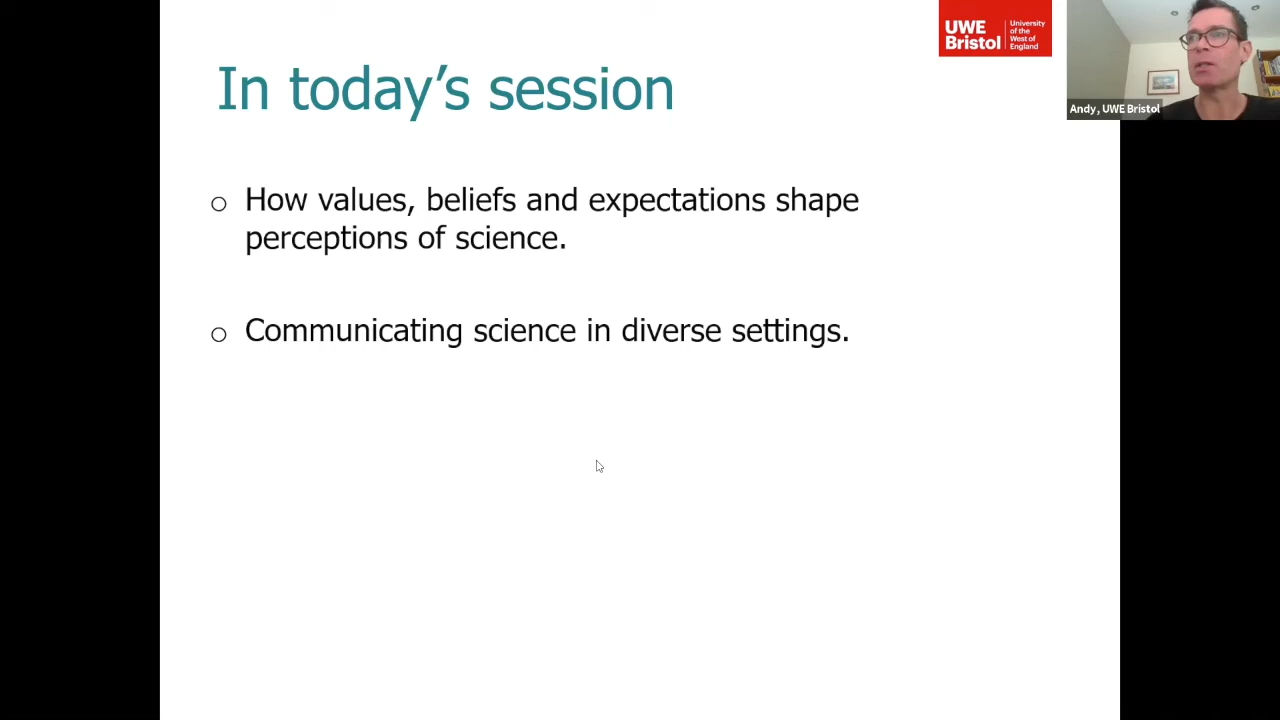 In today's session
UWE
Bristol
University
of the
West of
England
Andy, UWE Bristol
o How values, beliefs and expectations shape
perceptions of science.
o Communicating science in diverse settings.